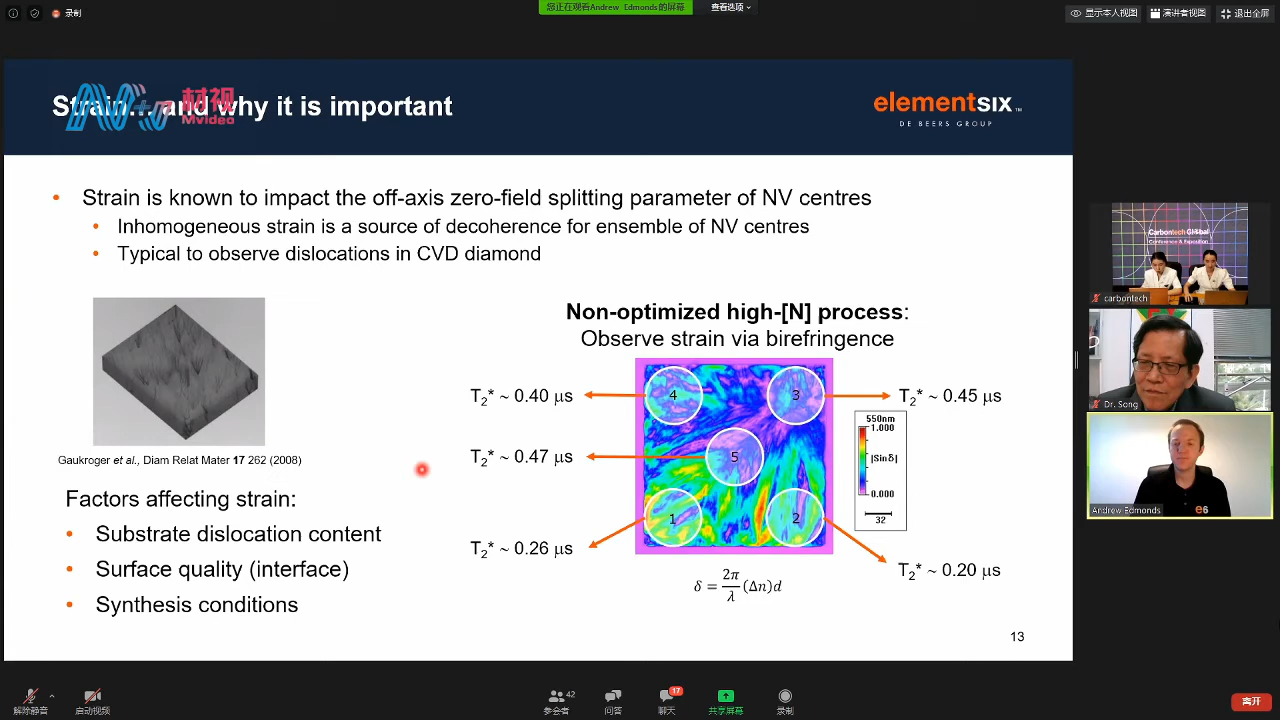 录制
您正在观看Andrew Edmonds的屏幕
查看选项
显示本人视图
演讲者视图
退出全屏
Strain… and why it is important
村视
Mvideo
elementsix™
DE BEERS GROUP
• Strain is known to impact the off-axis zero-field splitting parameter of NV centres
• Inhomogeneous strain is a source of decoherence for ensemble of NV centres
• Typical to observe dislocations in CVD diamond
Gaukroger et al., Diam Relat Mater 17 262 (2008)
Factors affecting strain:
• Substrate dislocation content
• Surface quality (interface)
• Synthesis conditions
Non-optimized high-[N] process:
Observe strain via birefringence
T2* ~ 0.40 μs
4
3
T2* ~ 0.45 μs
T2* ~ 0.47 μs
5
550nm
1.000
|Sinδ|
0.000
32
1
2
T2* ~ 0.26 μs
T2* ~ 0.20 μs
δ = 2π/λ (Δn)d
13
Carbontech Global
Conference & Exposition
carbontech
Dr. Song
e6
Andrew Edmonds
解除静音
启动视频
42
参会者
问答
17
聊天
共享屏幕
录制
离开